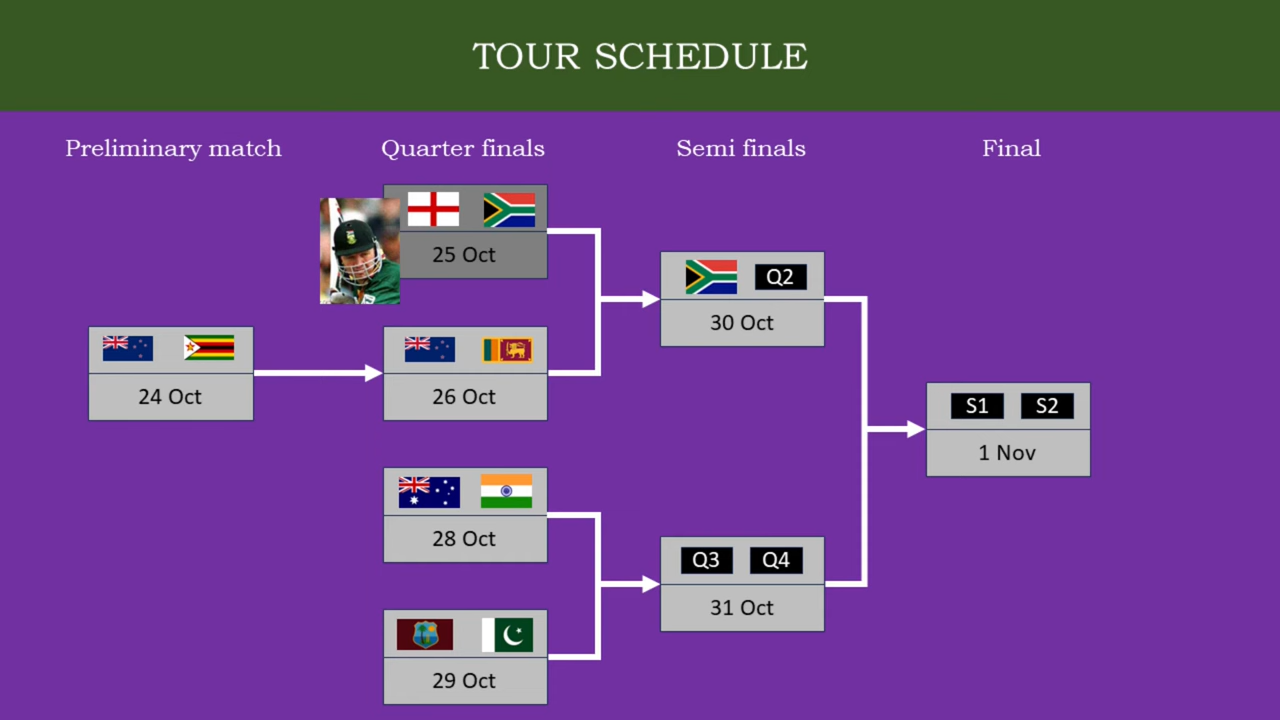 TOUR SCHEDULE
Preliminary match
Quarter finals
Semi finals
Final
25 Oct
Q2
30 Oct
24 Oct
26 Oct
S1 S2
1 Nov
28 Oct
Q3 Q4
31 Oct
29 Oct